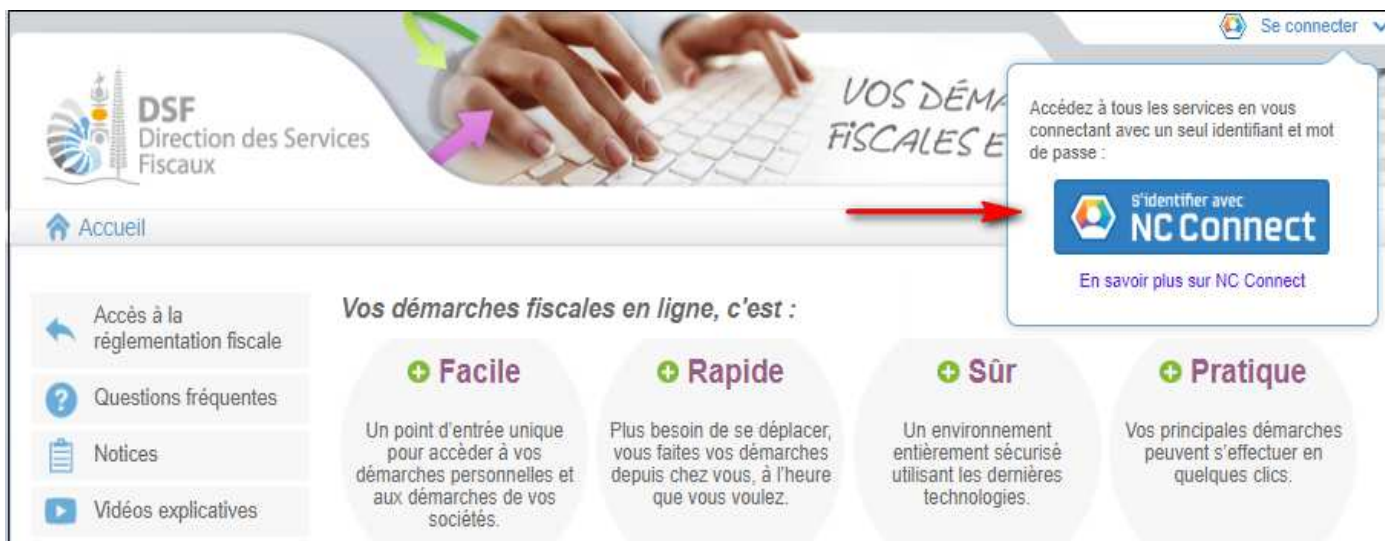 Se connecter
DSF
Direction des Services
Fiscaux
VOS DÉMA
FISCALES E
Accédez à tous les services en vous
connectant avec un seul identifiant et mot
de passe :
S'identifier avec
NC Connect
En savoir plus sur NC Connect
Accueil
Accès à la
réglementation fiscale
Questions fréquentes
Notices
Vidéos explicatives
Vos démarches fiscales en ligne, c'est :
Facile
Un point d'entrée unique
pour accèder à vos
démarches personnelles et
aux démarches de vos
sociétés.
Rapide
Plus besoin de se déplacer,
vous faites vos démarches
depuis chez vous, à l'heure
que vous voulez.
Sûr
Un environnement
entièrement sécurisé
utilisant les dernières
technologies.
Pratique
Vos principales démarches
peuvent s'effectuer en
quelques clics.